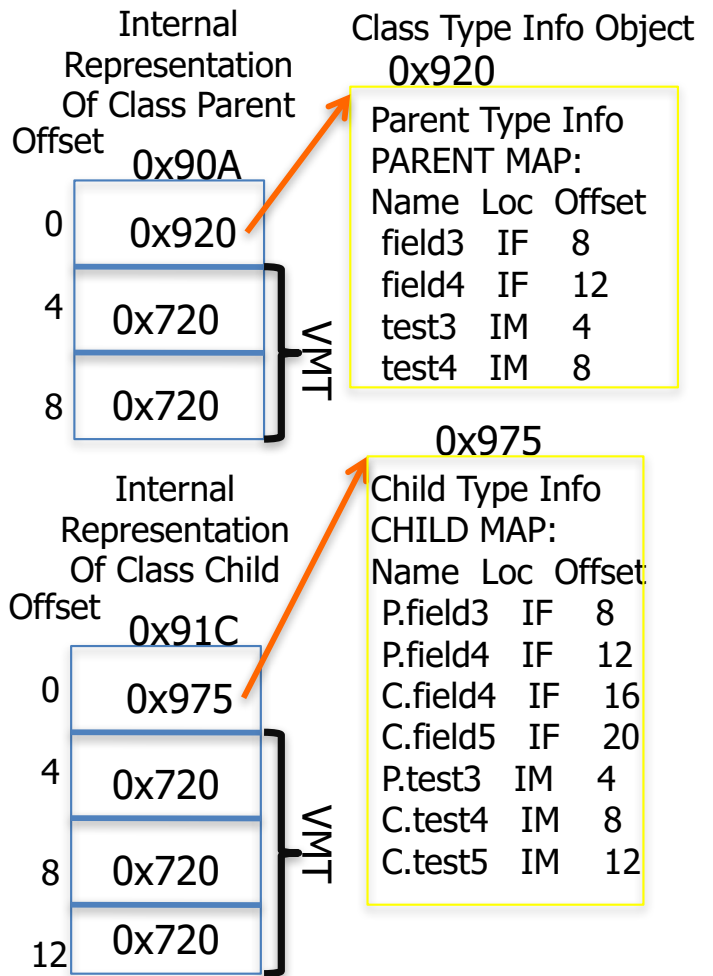 Internal
Representation
Of Class Parent
Offset
0x90A
0 0x920
4 0x720
8 0x720
VMT
Class Type Info Object
0x920
Parent Type Info
PARENT MAP:
Name Loc Offset
field3 IF 8
field4 IF 12
test3 IM 4
test4 IM 8
Internal
Representation
Of Class Child
Offset
0x91C
0 0x975
4 0x720
8 0x720
12 0x720
VMT
0x975
Child Type Info
CHILD MAP:
Name Loc Offset
P.field3 IF 8
P.field4 IF 12
C.field4 IF 16
C.field5 IF 20
P.test3 IM 4
C.test4 IM 8
C.test5 IM 12